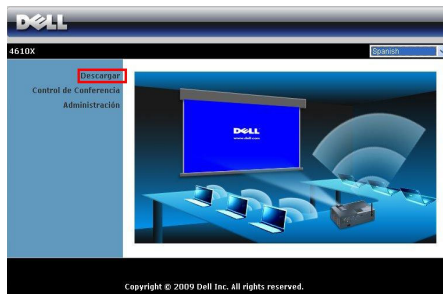 DELL
4610X
Spanish
Descargar
Control de Conferencia
Administración
DELL
www.dell.com
Copyright © 2009 Dell Inc. All rights reserved.